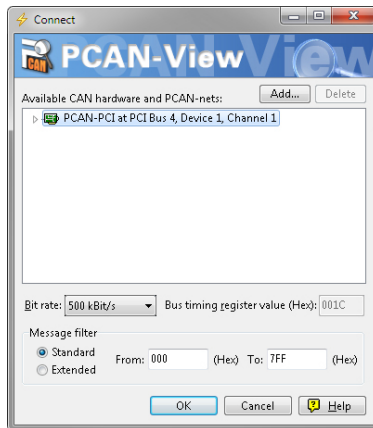 Connect
CAN
PCAN-View
Available CAN hardware and PCAN-nets:
Add...
Delete
PCAN-PCI at PCI Bus 4, Device 1, Channel 1
Bit rate: 500 kBit/s
Bus timing register value (Hex): 001C
Message filter
Standard
Extended
From: 000 (Hex) To: 7FF (Hex)
OK
Cancel
Help